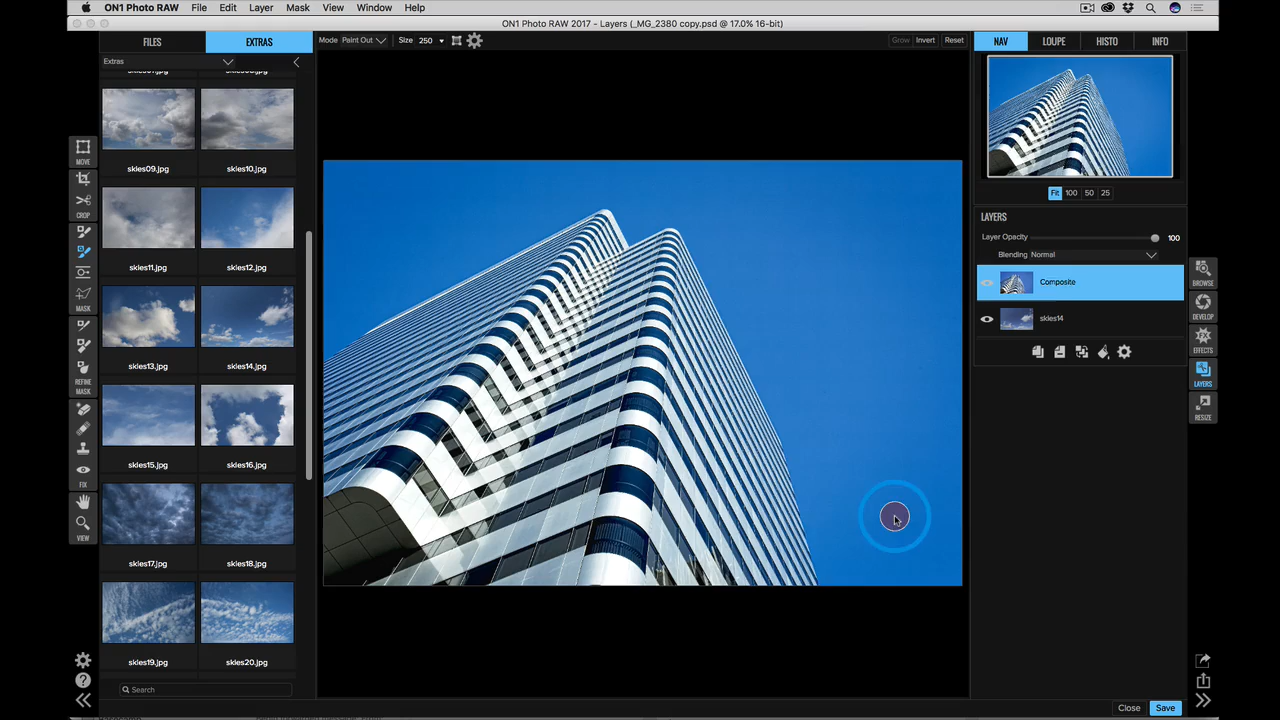 ON1 Photo RAW File Edit Layer Mask View Window Help
ON1 Photo RAW 2017 - Layers (_MG_2380 copy.psd @ 17.0% 16-bit)
FILES EXTRAS Mode Paint Out Size 250 Grow Invert Reset NAV LOUPE HISTO INFO
Extras
skies09.jpg skies10.jpg
skies11.jpg skies12.jpg
skies13.jpg skies14.jpg
skies15.jpg skies16.jpg
skies17.jpg skies18.jpg
skies19.jpg skies20.jpg
Search
MOVE
CROP
MASK
REFINE
MASK
FIX
VIEW
Fit 100 50 25
LAYERS
Layer Opacity 100
Blending Normal
Composite
skies14
BROWSE
DEVELOP
EFFECTS
LAYERS
RESIZE
Close Save